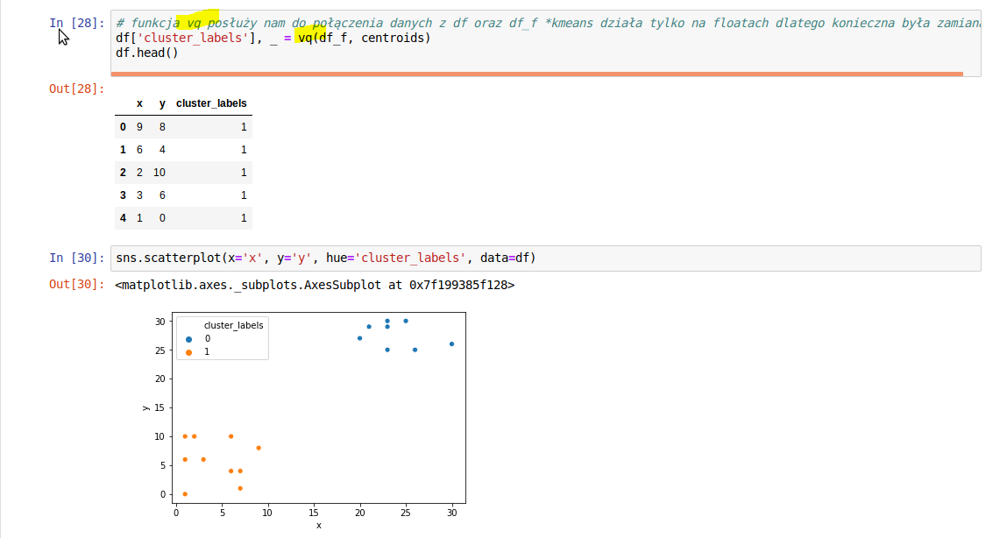 In [28]: # funkcja vq posłuży nam do połączenia danych z df oraz df_f *kmeans działa tylko na floatach dlatego konieczna była zamian
df['cluster_labels'], _ = vq(df_f, centroids)
df.head()
Out[28]:
x y cluster_labels
0 9 8 1
1 6 4 1
2 2 10 1
3 3 6 1
4 1 0 1
In [30]: sns.scatterplot(x='x', y='y', hue='cluster_labels', data=df)
Out[30]: <matplotlib.axes._subplots.AxesSubplot at 0x7f199385f128>
cluster_labels
0
1
30
25
20
15
10
5
0
y
0 5 10 15 20 25 30
x